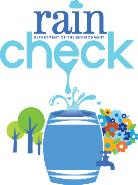 rain
DEPARTMENT OF THE ENVIRONMENT
check